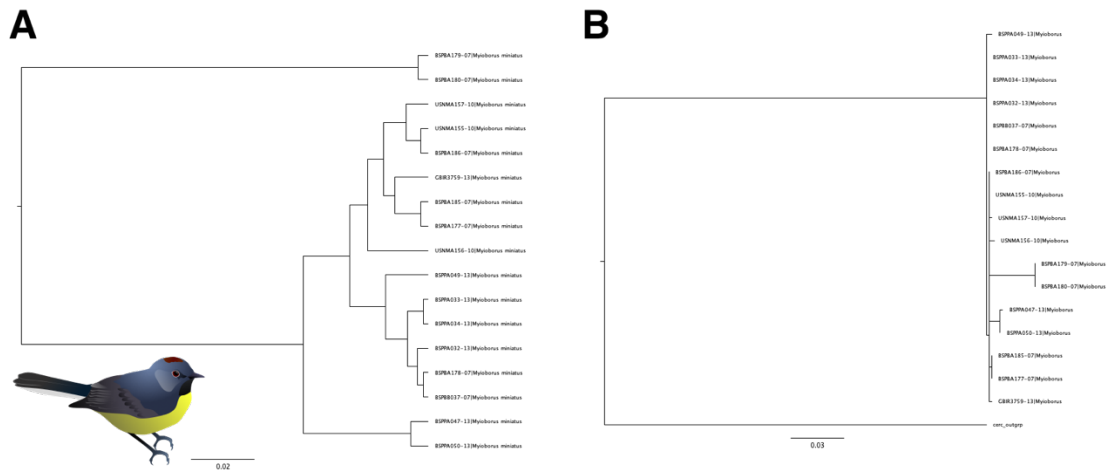 A
BSPBA179-07|Myioborus miniatus
BSPBA180-07|Myioborus miniatus
USNMA157-10|Myioborus miniatus
USNMA155-10|Myioborus miniatus
BSPBA186-07|Myioborus miniatus
GBIR3759-13|Myioborus miniatus
BSPBA185-07|Myioborus miniatus
BSPBA177-07|Myioborus miniatus
USNMA156-10|Myioborus miniatus
BSPPA049-13|Myioborus miniatus
BSPPA033-13|Myioborus miniatus
BSPPA034-13|Myioborus miniatus
BSPPA032-13|Myioborus miniatus
BSPBA178-07|Myioborus miniatus
BSPBB037-07|Myioborus miniatus
BSPPA047-13|Myioborus miniatus
BSPPA050-13|Myioborus miniatus
0.02
B
BSPPA049-13|Myioborus
BSPPA033-13|Myioborus
BSPPA034-13|Myioborus
BSPPA032-13|Myioborus
BSPBB037-07|Myioborus
BSPBA178-07|Myioborus
BSPBA186-07|Myioborus
USNMA155-10|Myioborus
USNMA157-10|Myioborus
USNMA156-10|Myioborus
BSPBA179-07|Myioborus
BSPBA180-07|Myioborus
BSPPA047-13|Myioborus
BSPPA050-13|Myioborus
BSPBA185-07|Myioborus
BSPBA177-07|Myioborus
GBIR3759-13|Myioborus
cerc_outgrp
0.03